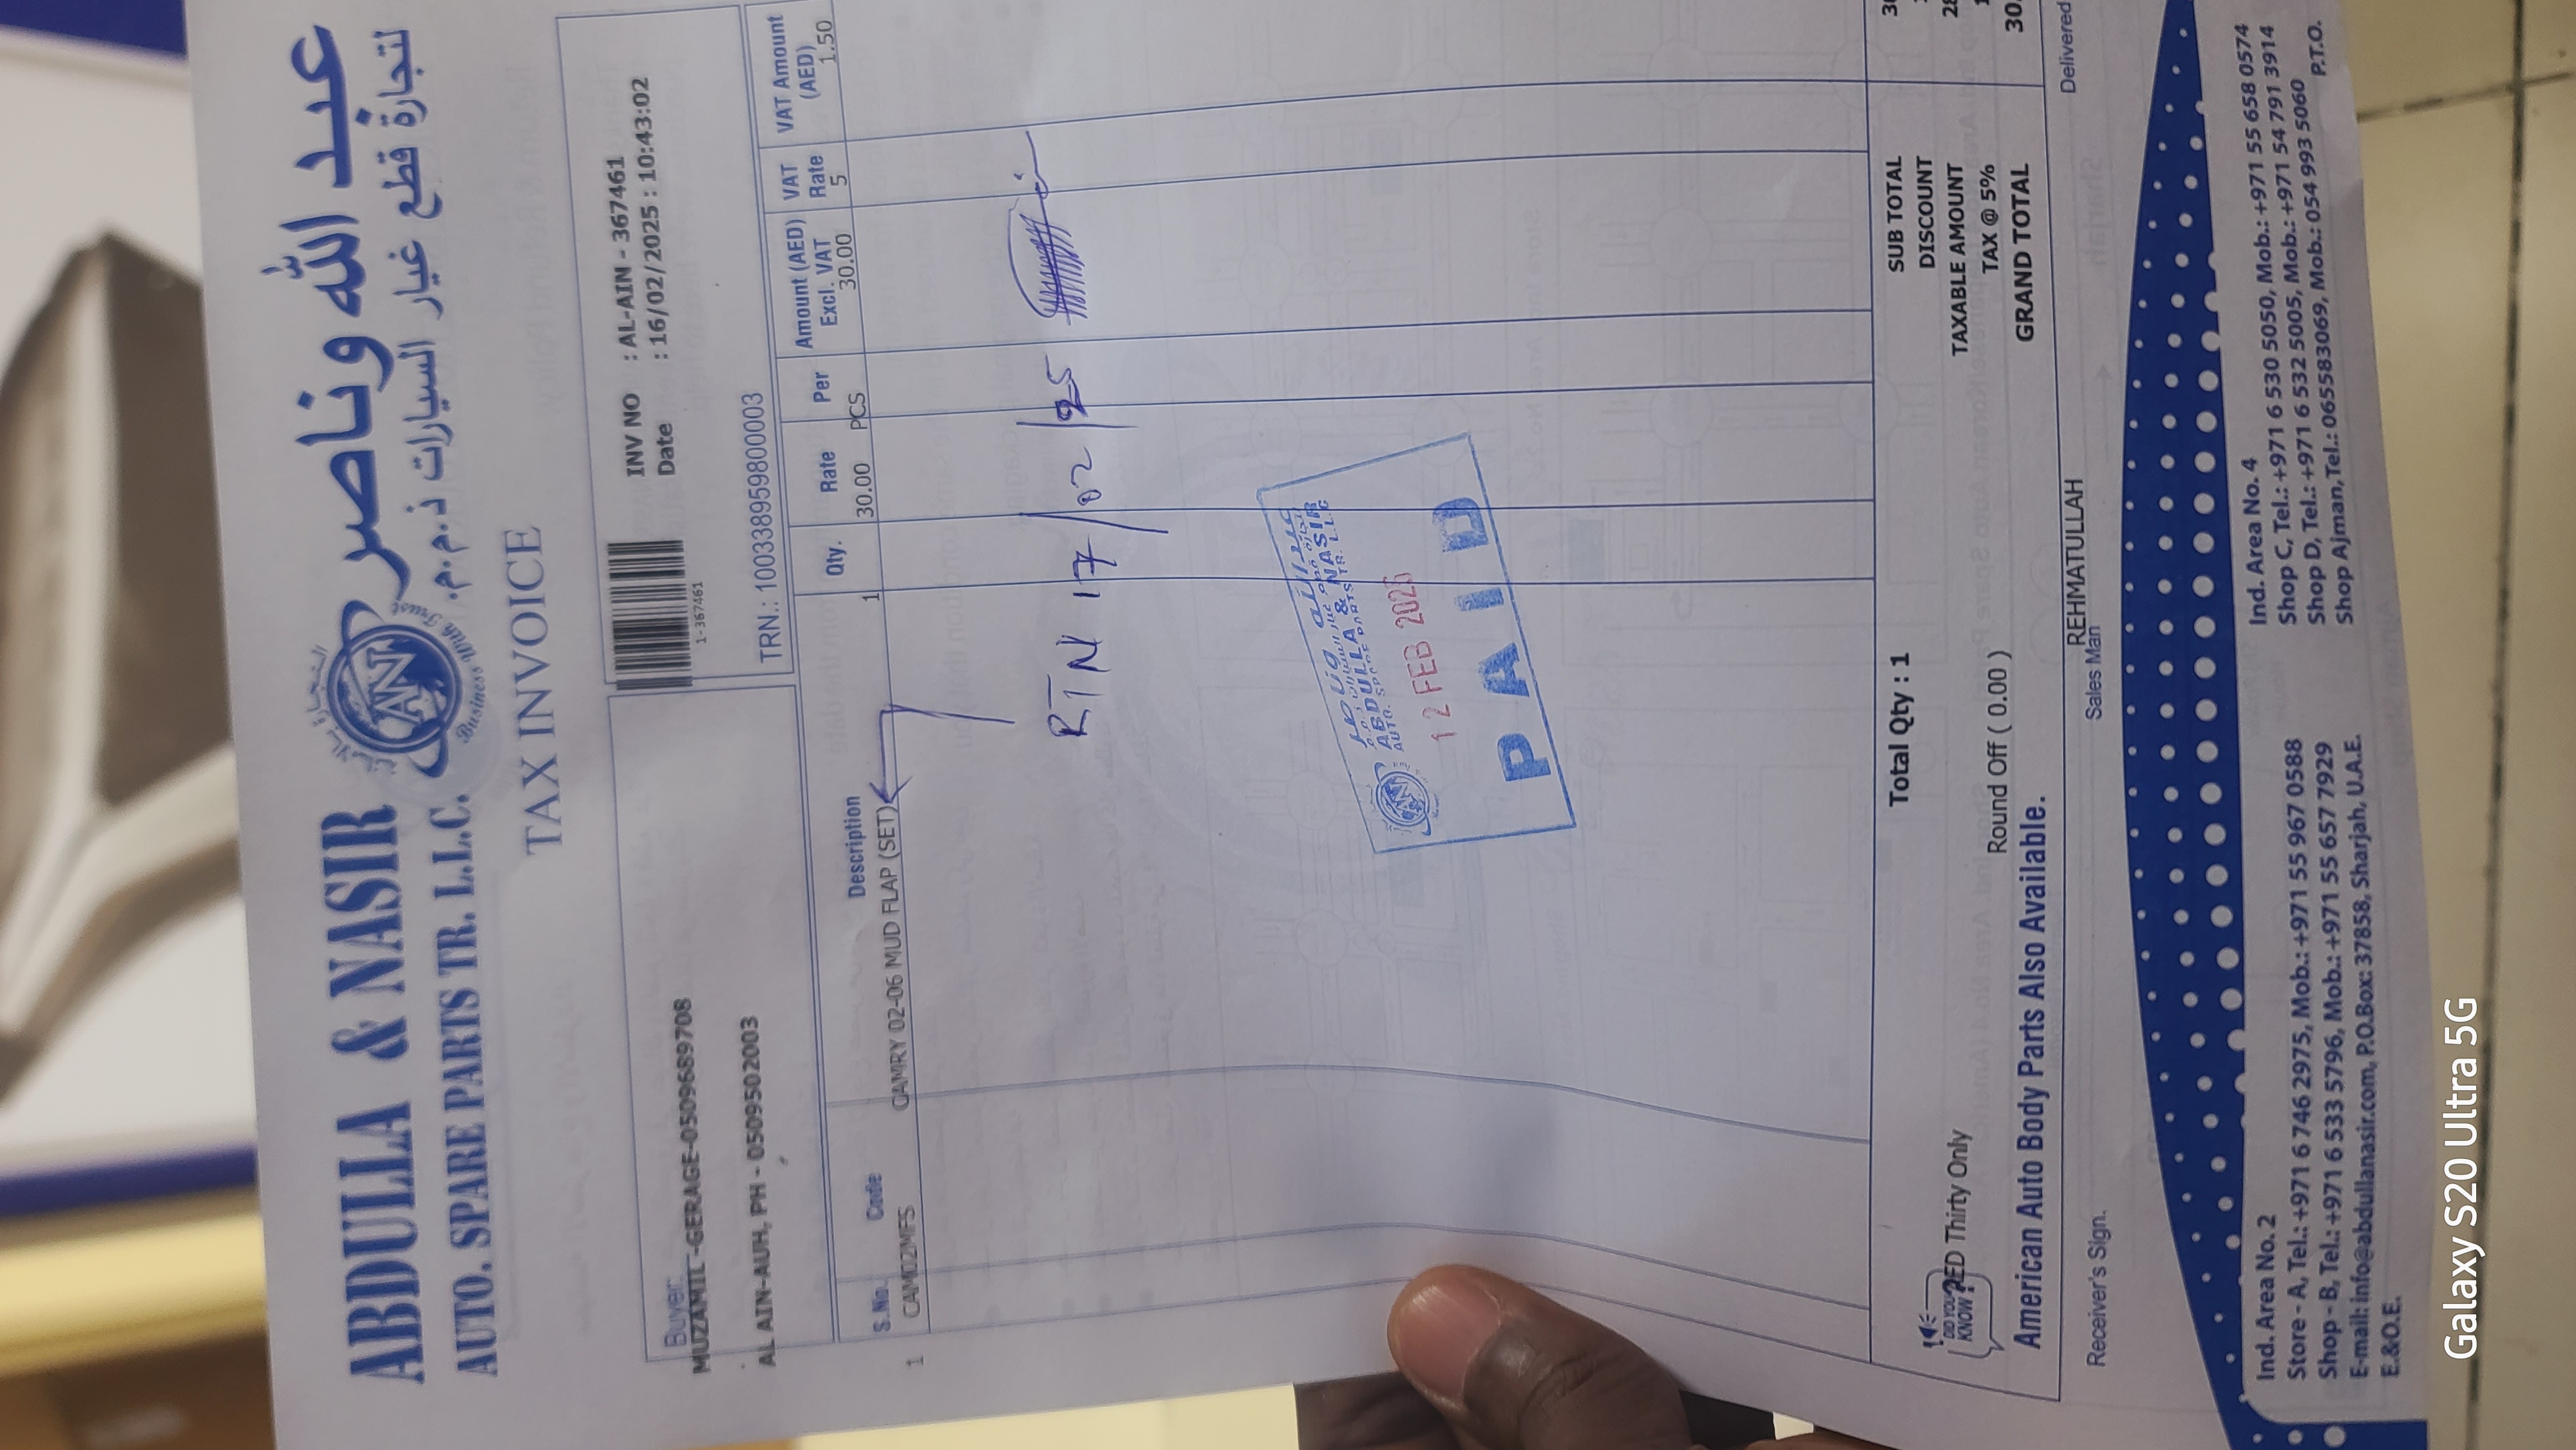 ABDULLA & NASIR
AUTO. SPARE PARTS TR. L.L.C.
عبد الله وناصر
لتجارة قطع غيار السيارات ذ.م.م.
AN
Business With Trust
TAX INVOICE
Buyer
MUZAMIL -GERAGE-0509689708
AL AIN-AUH, PH - 0509502003
1-367461
INV NO : AL-AIN - 367461
Date : 16/02/2025 : 10:43:02
TRN.: 100338959800003
S.No. Code Description Qty. Rate Per Amount (AED) Excl. VAT VAT Rate VAT Amount (AED)
1 CAM02MFS CAMRY 02-06 MUD FLAP (SET) 1 30.00 PCS 30.00 5 1.50
RTN 17/02/25
AN
ABDULLA & NASIR
AUTO. SPARE PARTS TR. L.L.C
12 FEB
PAID
Total Qty : 1
SUB TOTAL
DISCOUNT
TAXABLE AMOUNT
TAX @ 5%
GRAND TOTAL
DID YOU KNOW ?
AED Thirty Only
Round Off ( 0.00 )
American Auto Body Parts Also Available.
REHMATULLAH
Receiver's Sign.
Sales Man
Delivered
Ind. Area No. 2
Store - A, Tel.: +971 6 746 2975, Mob.: +971 55 967 0588
Shop - B, Tel.: +971 6 533 5796, Mob.: +971 55 657 7929
E-mail: info@abdullanasir.com, P.O.Box: 37858, Sharjah, U.A.E.
E.&O.E.
Ind. Area No. 4
Shop C, Tel.: +971 6 530 5050, Mob.: +971 55 658 0574
Shop D, Tel.: +971 6 532 5005, Mob.: +971 54 791 3914
Shop Ajman, Tel.: 065583069, Mob.: 054 993 5060
P.T.O.
Galaxy S20 Ultra 5G